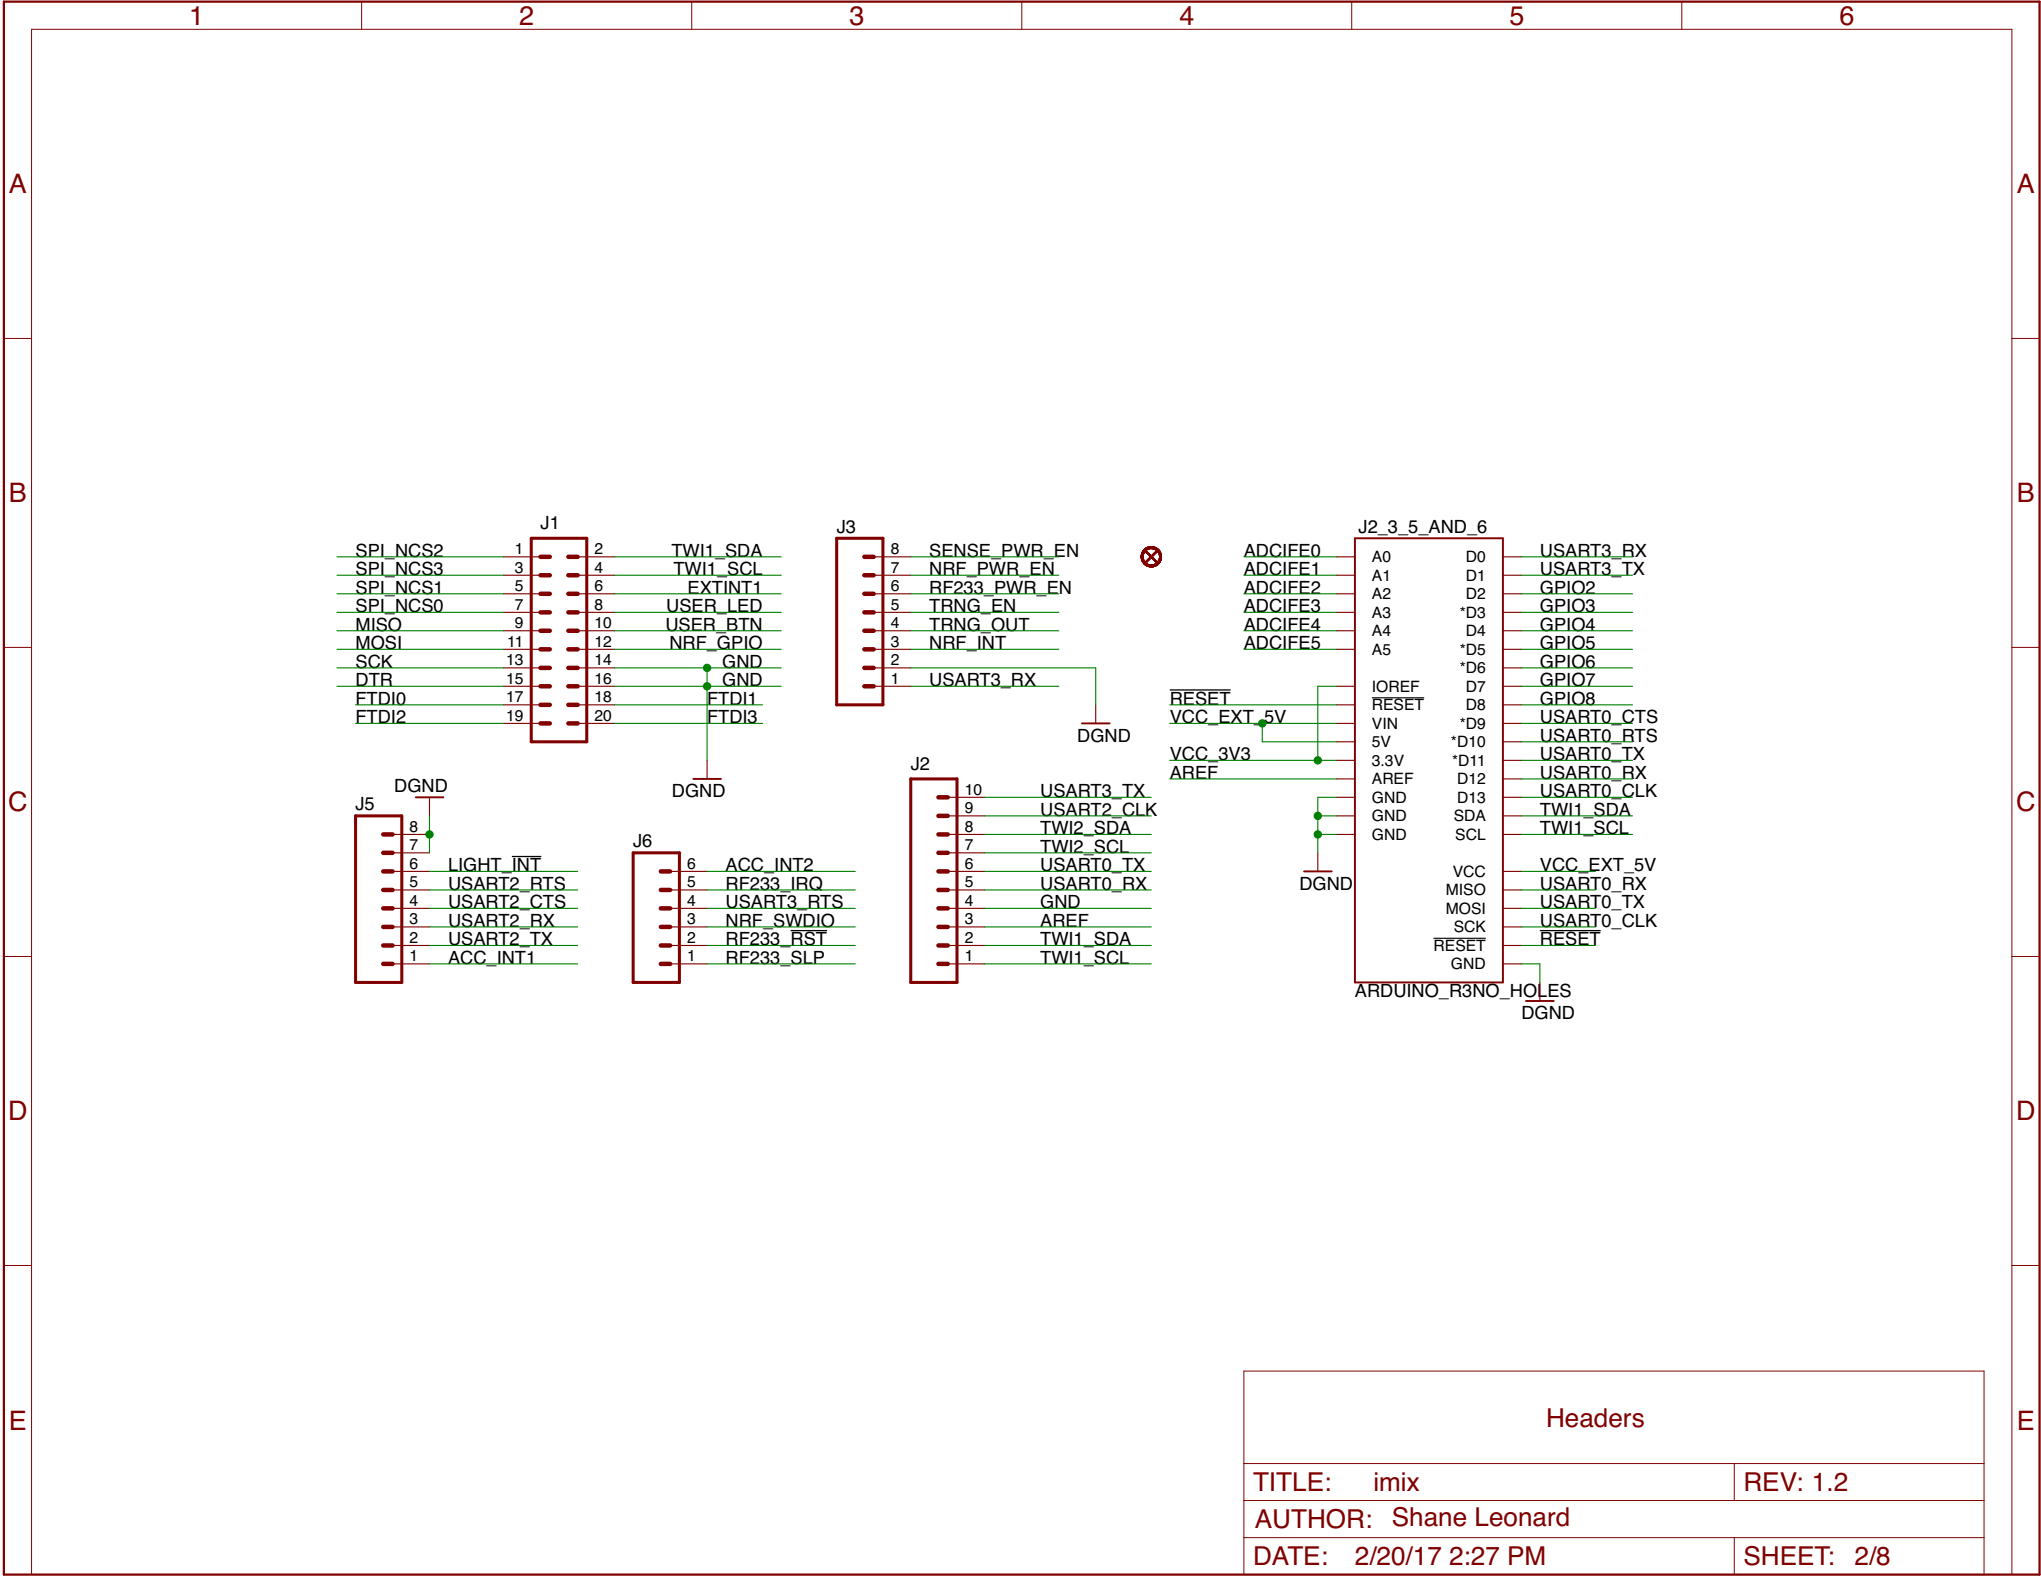 1 2 3 4 5 6
A A
B B
C C
D D
E E
J1
SPI_NCS2 1 2 TWI1_SDA
SPI_NCS3 3 4 TWI1_SCL
SPI_NCS1 5 6 EXTINT1
SPI_NCS0 7 8 USER_LED
MISO 9 10 USER_BTN
MOSI 11 12 NRF_GPIO
SCK 13 14 GND
DTR 15 16 GND
FTDI0 17 18 FTDI1
FTDI2 19 20 FTDI3
DGND
J3
8 SENSE_PWR_EN
7 NRF_PWR_EN
6 RF233_PWR_EN
5 TRNG_EN
4 TRNG_OUT
3 NRF_INT
2
1 USART3_RX
DGND
DGND
J5
8
7
6 LIGHT_INT
5 USART2_RTS
4 USART2_CTS
3 USART2_RX
2 USART2_TX
1 ACC_INT1
J6
6 ACC_INT2
5 RF233_IRQ
4 USART3_RTS
3 NRF_SWDIO
2 RF233_RST
1 RF233_SLP
J2
10 USART3_TX
9 USART2_CLK
8 TWI2_SDA
7 TWI2_SCL
6 USART0_TX
5 USART0_RX
4 GND
3 AREF
2 TWI1_SDA
1 TWI1_SCL
J2_3_5_AND_6
ADCIFE0 A0 D0 USART3_RX
ADCIFE1 A1 D1 USART3_TX
ADCIFE2 A2 D2 GPIO2
ADCIFE3 A3 *D3 GPIO3
ADCIFE4 A4 D4 GPIO4
ADCIFE5 A5 *D5 GPIO5
*D6 GPIO6
IOREF D7 GPIO7
RESET RESET D8 GPIO8
VCC_EXT_5V VIN *D9 USART0_CTS
5V *D10 USART0_RTS
VCC_3V3 3.3V *D11 USART0_TX
AREF AREF D12 USART0_RX
GND D13 USART0_CLK
GND SDA TWI1_SDA
GND SCL TWI1_SCL
DGND VCC VCC_EXT_5V
MISO USART0_RX
MOSI USART0_TX
SCK USART0_CLK
RESET RESET
GND
ARDUINO_R3NO_HOLES
DGND
Headers
TITLE: imix REV: 1.2
AUTHOR: Shane Leonard
DATE: 2/20/17 2:27 PM SHEET: 2/8